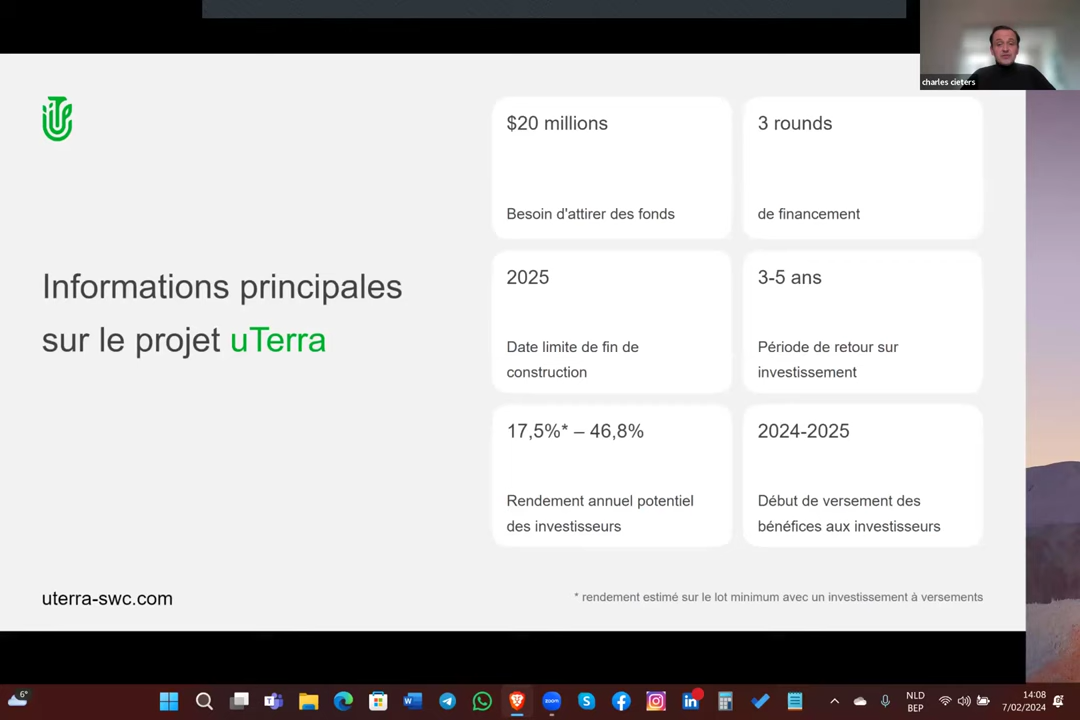 charles cieters
$20 millions
Besoin d'attirer des fonds
3 rounds
de financement
Informations principales
sur le projet uTerra
2025
Date limite de fin de
construction
3-5 ans
Période de retour sur
investissement
17,5%* – 46,8%
Rendement annuel potentiel
des investisseurs
2024-2025
Début de versement des
bénéfices aux investisseurs
uterra-swc.com
* rendement estimé sur le lot minimum avec un investissement à versements
6°
NLD
BEP
14:08
7/02/2024